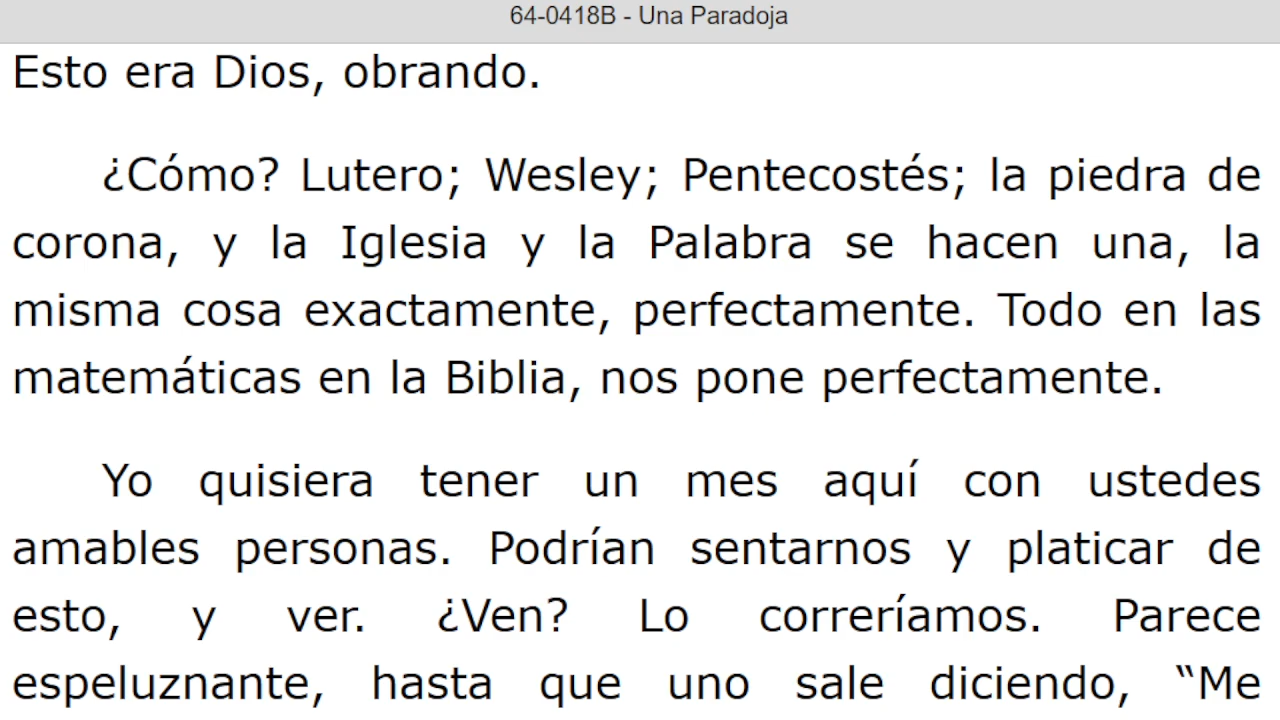 64-0418B - Una Paradoja
Esto era Dios, obrando.
¿Cómo? Lutero; Wesley; Pentecostés; la piedra de
corona, y la Iglesia y la Palabra se hacen una, la
misma cosa exactamente, perfectamente. Todo en las
matemáticas en la Biblia, nos pone perfectamente.
Yo quisiera tener un mes aquí con ustedes
amables personas. Podrían sentarnos y platicar de
esto, y ver. ¿Ven? Lo correríamos. Parece
espeluznante, hasta que uno sale diciendo, “Me